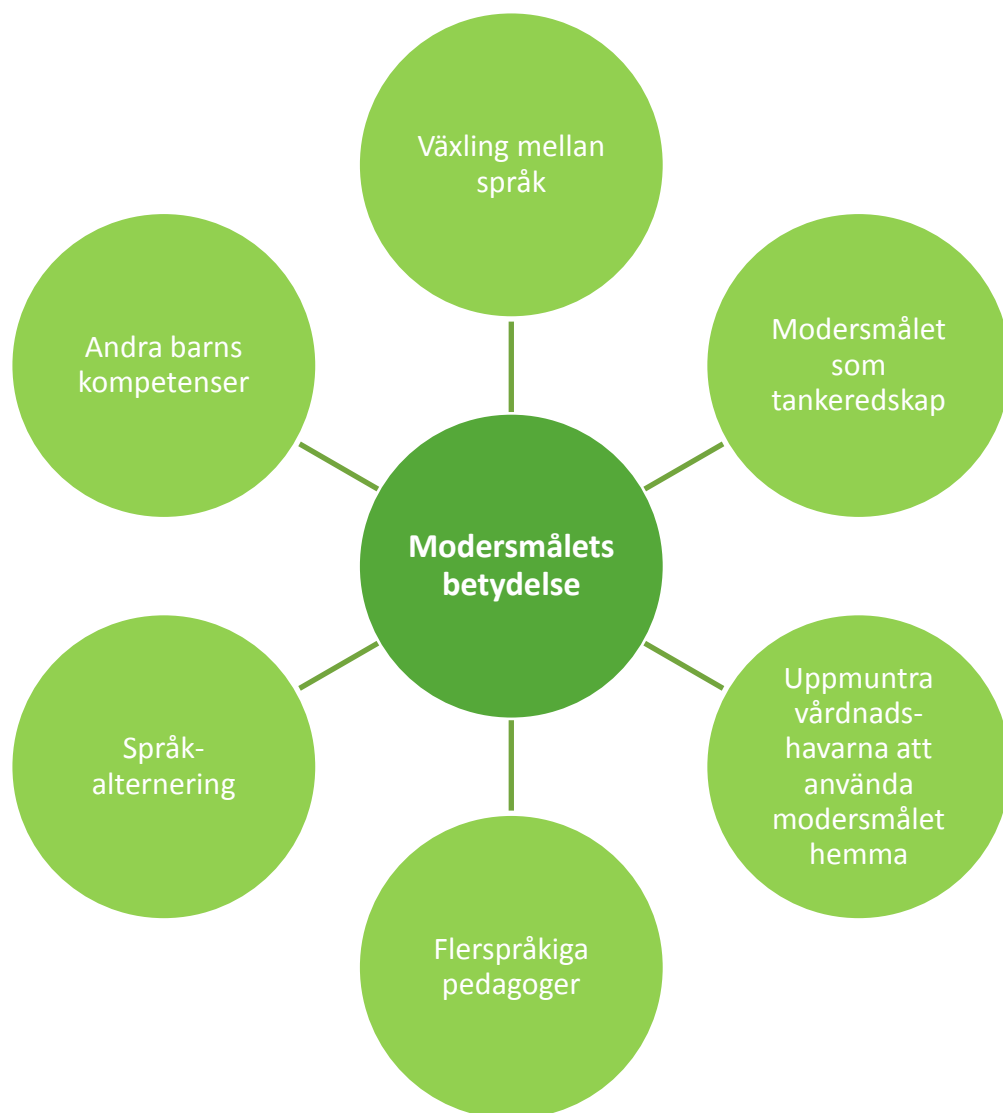 Växling mellan
språk
Andra barns
kompetenser
Modersmålet
som
tankeredskap
Modersmålets
betydelse
Språk-
alternering
Uppmuntra
vårdnads-
havarna att
använda
modersmålet
hemma
Flerspråkiga
pedagoger